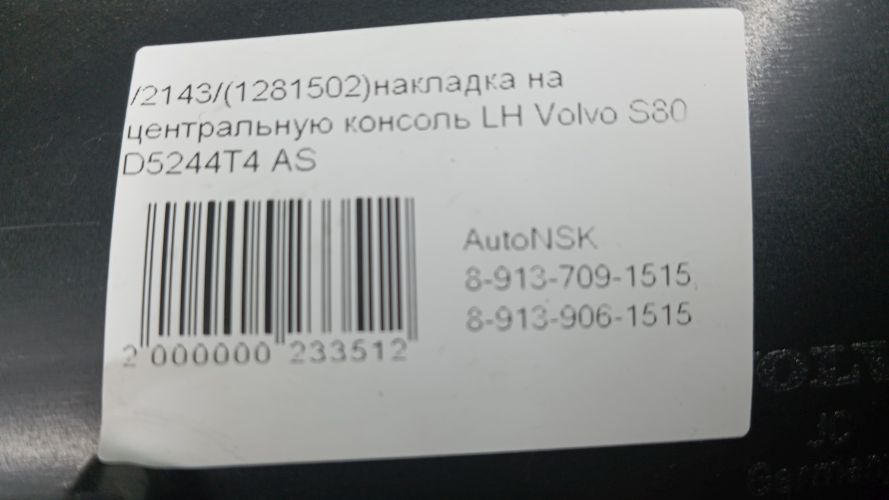 /2143/(1281502)накладка на
центральную консоль LH Volvo S80
D5244T4 AS
AutoNSK
8-913-709-1515,
8-913-906-1515
2 000000 233512